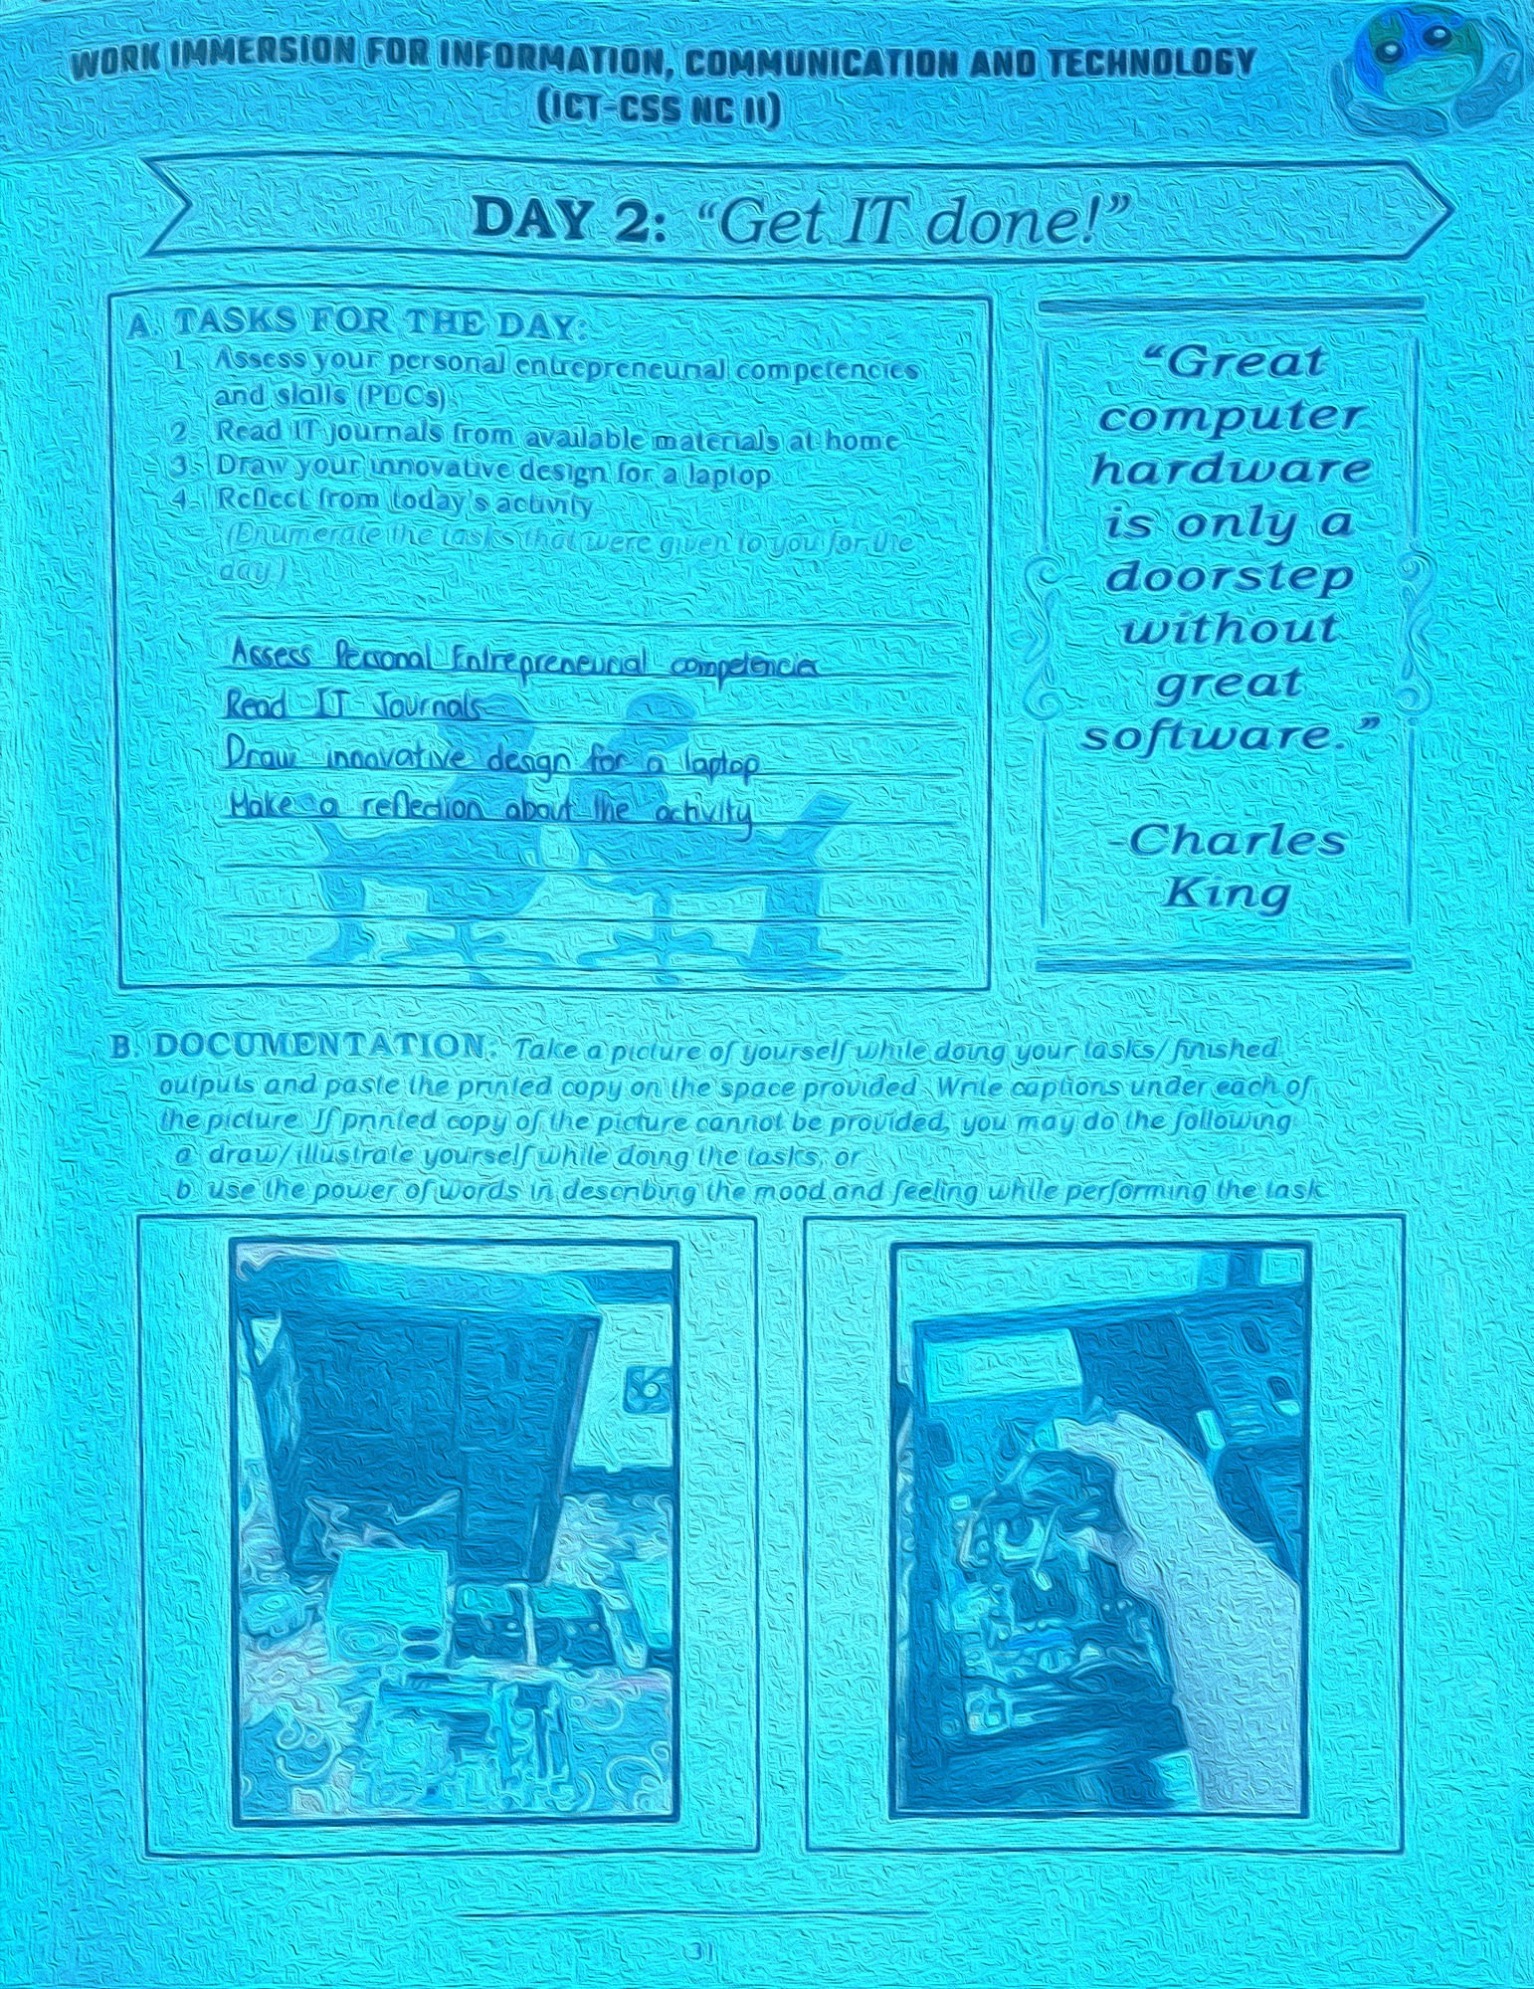 WORK IMMERSION FOR INFORMATION, COMMUNICATION AND TECHNOLOGY
(ICT-CSS NC II)
DAY 2: “Get IT done!”
A. TASKS FOR THE DAY:
1. Assess your personal entrepreneurial competencies
and skills (PECs).
2. Read IT journals from available materials at home
3. Draw your innovative design for a laptop
4. Reflect from today's activity
(Enumerate the tasks that were given to you for the
day.)
Assess Personal Entrepreneurial competencies
Read IT Journals
Draw innovative design for a laptop
Make a reflection about the activity
“Great
computer
hardware
is only a
doorstep
without
great
software.”
-Charles
King
B. DOCUMENTATION: Take a picture of yourself while doing your tasks/finished
outputs and paste the printed copy on the space provided. Write captions under each of
the picture. If printed copy of the picture cannot be provided, you may do the following:
a. draw/illustrate yourself while doing the tasks, or
b. use the power of words in describing the mood and feeling while performing the task
31